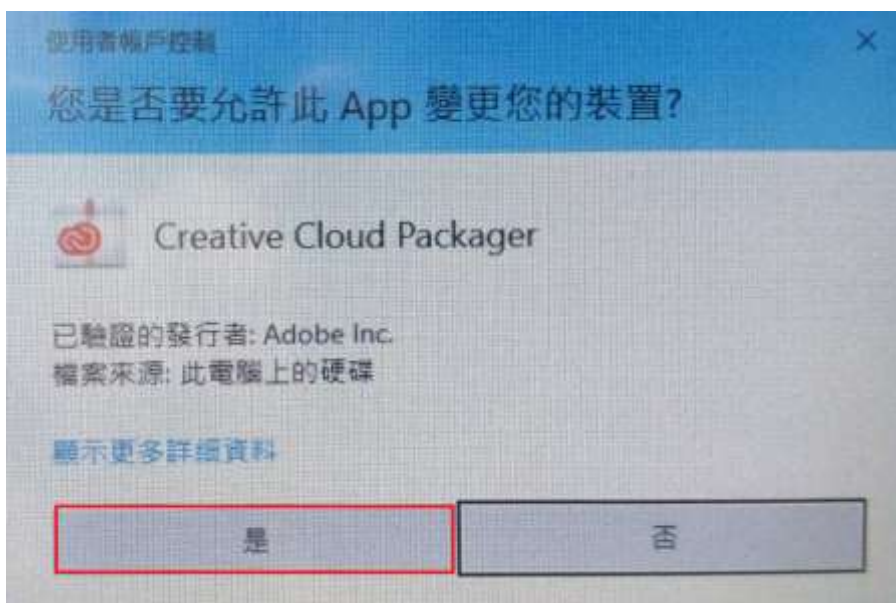 使用者帳戶控制
您是否要允許此 App 變更您的裝置?
Creative Cloud Packager
已驗證的發行者: Adobe Inc.
檔案來源: 此電腦上的硬碟
顯示更多詳細資料
是
否